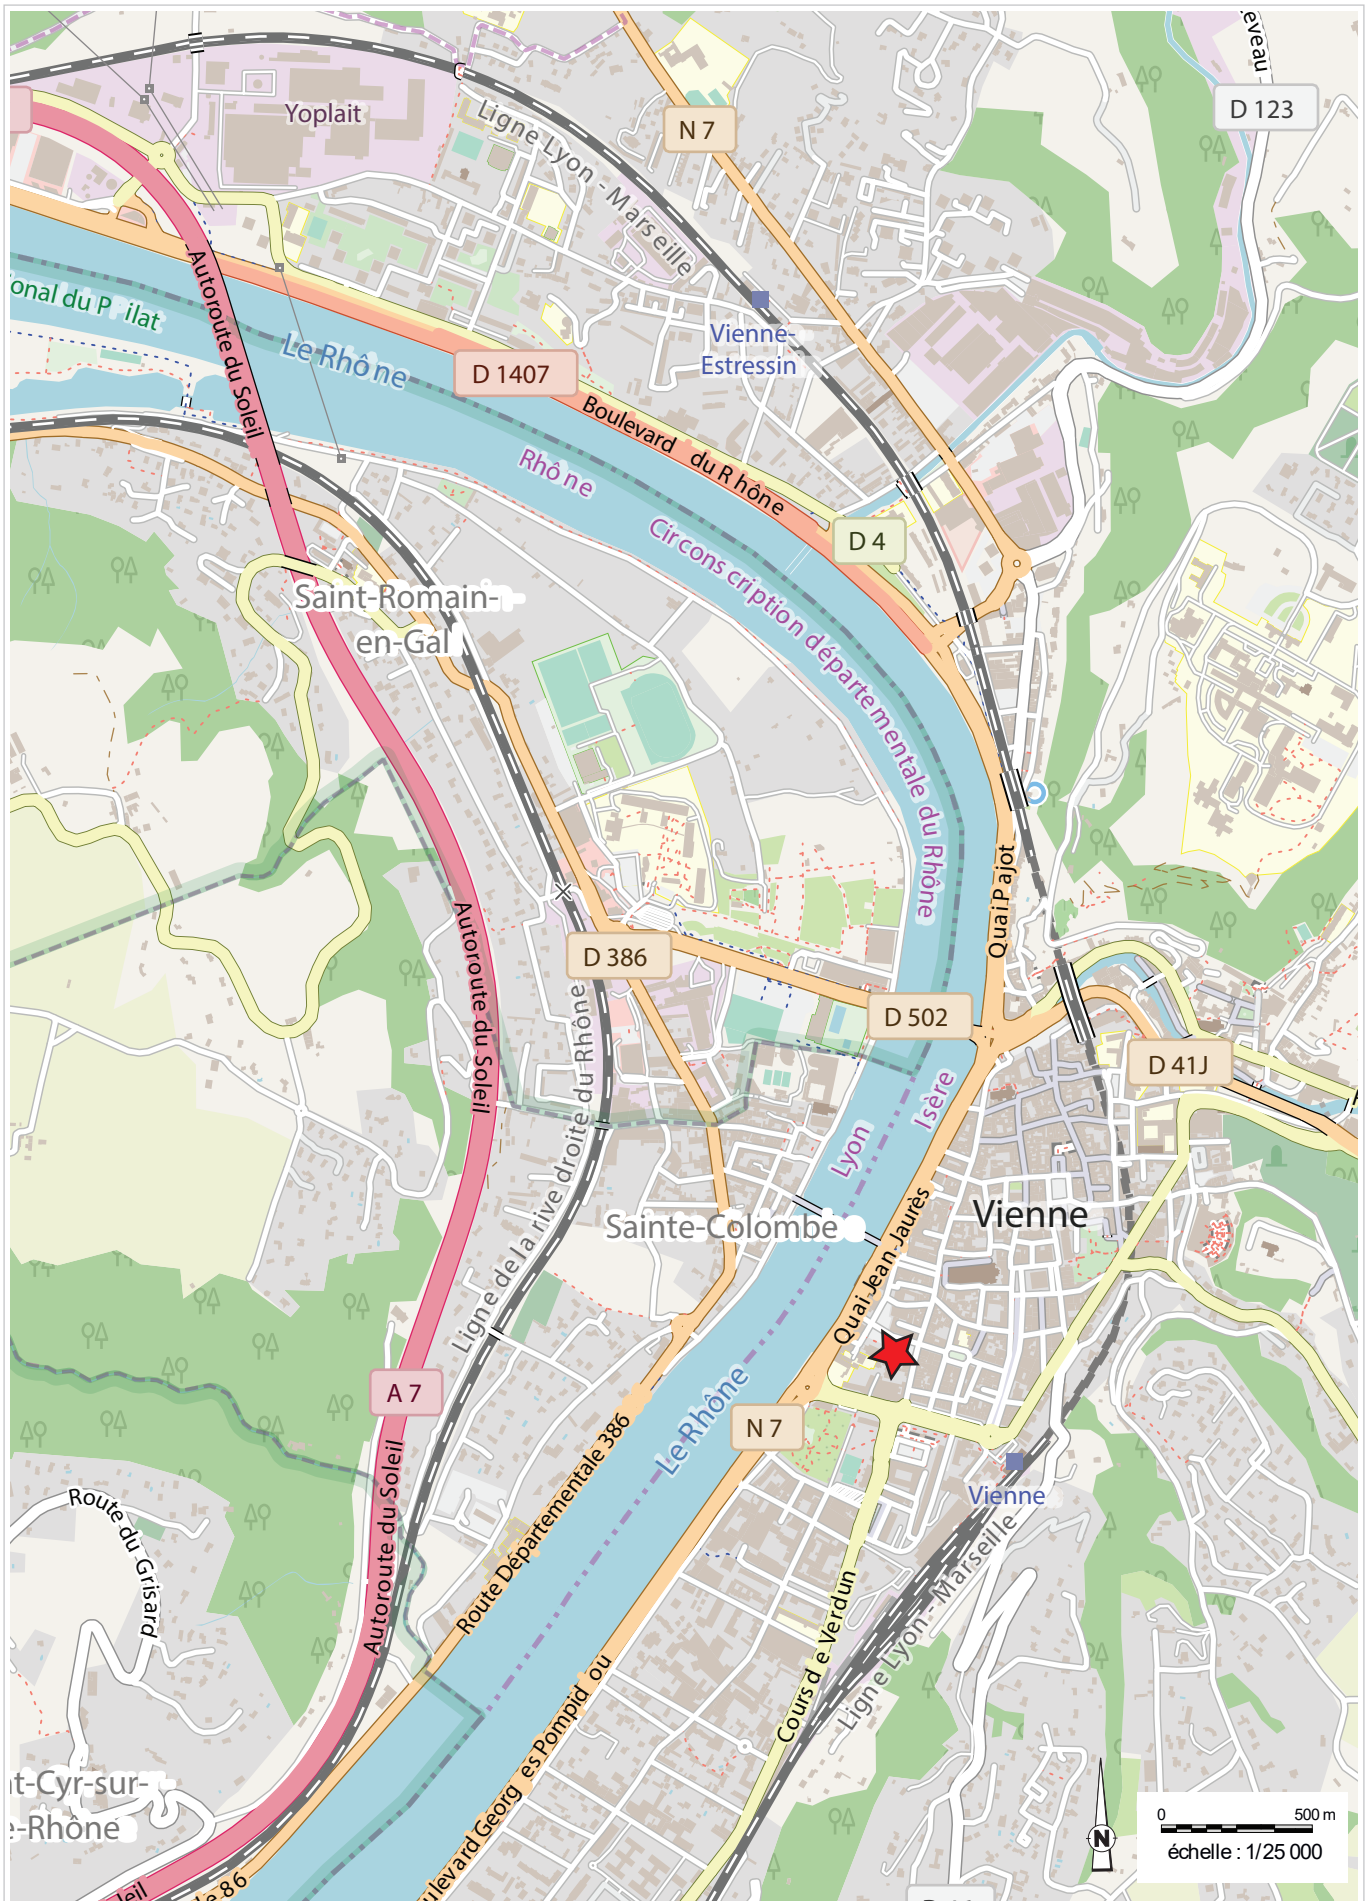 Yoplait
N 7
D 123
Ligne Lyon - Marseille
Autoroute du Soleil
Le Rhône
D 1407
Vienne-
Estressin
Boulevard du Rhône
Rhône
D 4
Circonscription départementale du Rhône
Saint-Romain-
en-Gal
Quai Pajot
Autoroute du Soleil
D 386
D 502
D 41J
Ligne de la rive droite du Rhône
Isère
Lyon
Sainte-Colombe
Vienne
Quai Jean Jaurès
A 7
N 7
Le Rhône
Route Départementale 386
Vienne
Route du Grisard
Autoroute du Soleil
Cours de Verdun
Ligne Lyon - Marseille
ulevard Georges Pompidou
t-Cyr-sur-
-Rhône
eil
86
N
0 500 m
échelle : 1/25 000
onal du Pilat
eveau